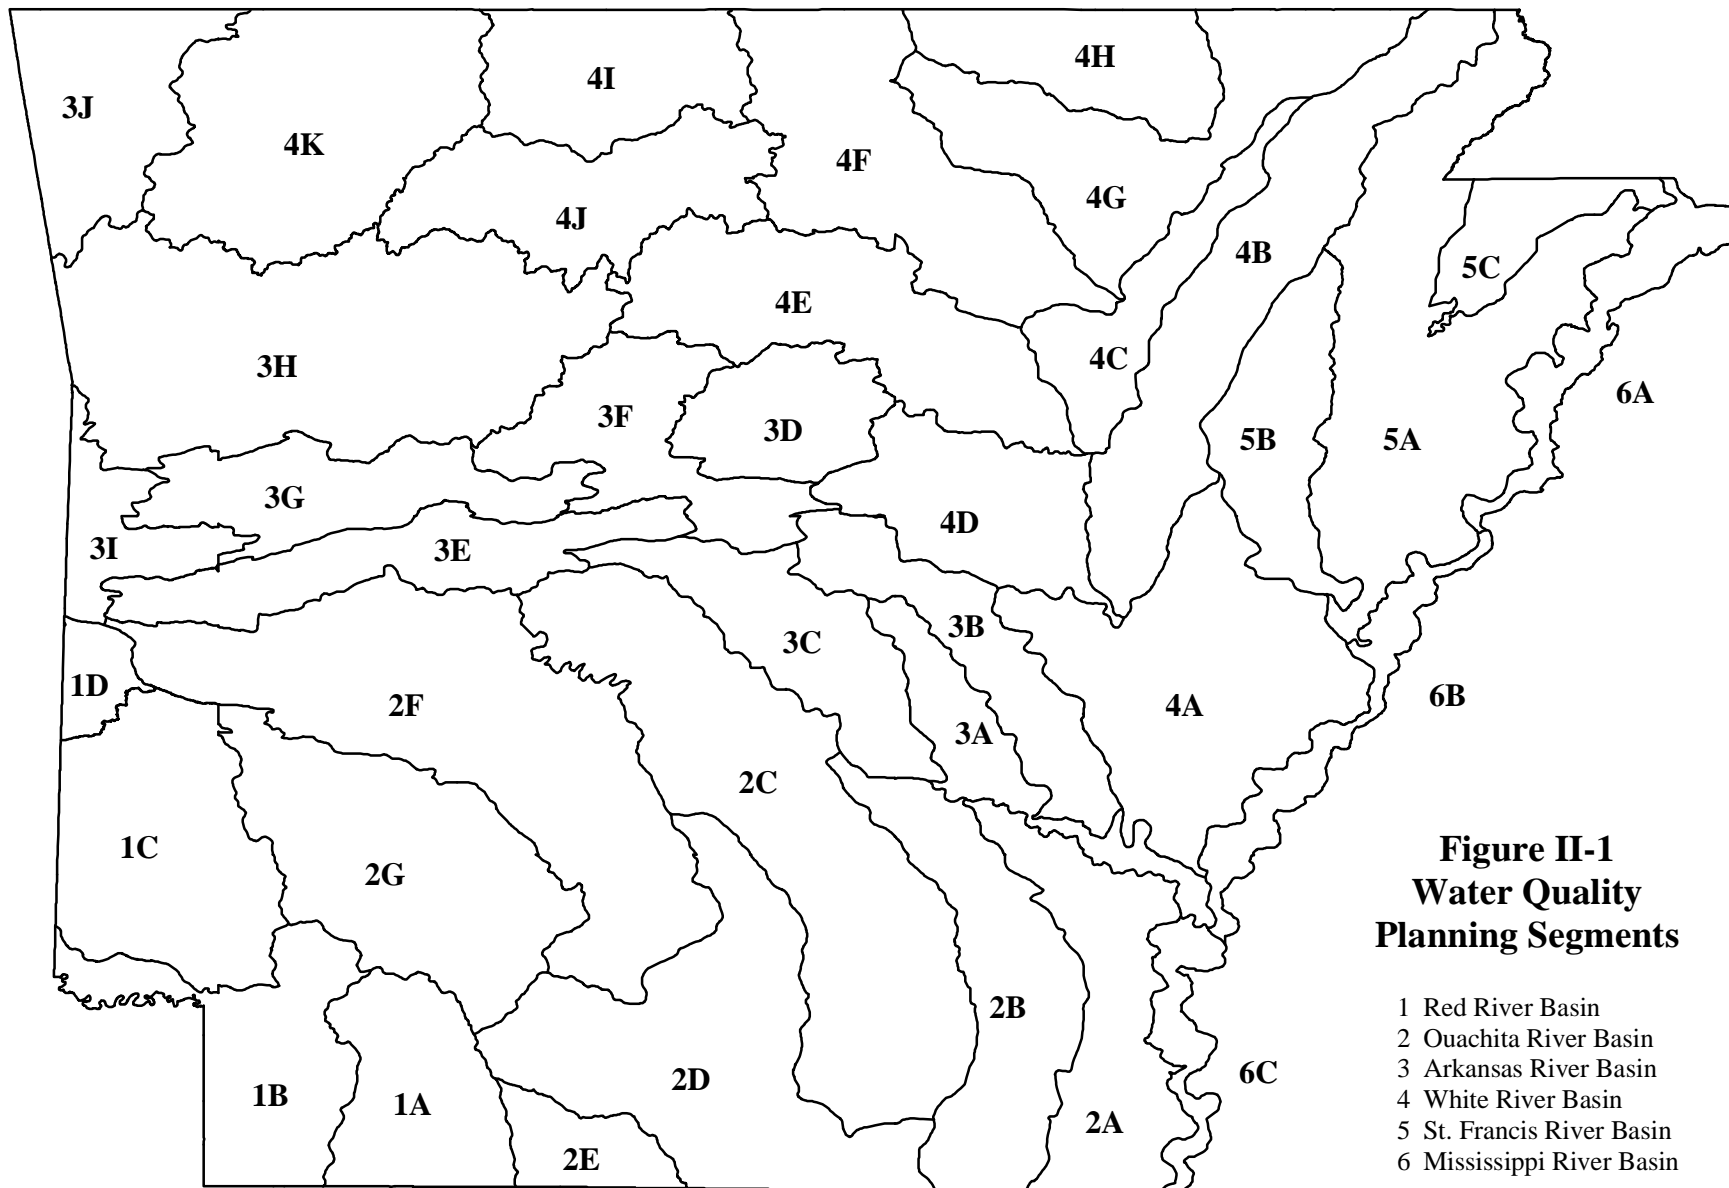 4H
4I
3J
4K
4F
4G
4J
4B
5C
4E
4C
3H
6A
3F
3D
5B
5A
3G
4D
3I
3E
3B
3C
1D
6B
2F
4A
3A
2C
1C
2G
2B
6C
2D
1B
1A
2A
2E
Figure II-1
Water Quality
Planning Segments
1 Red River Basin
2 Ouachita River Basin
3 Arkansas River Basin
4 White River Basin
5 St. Francis River Basin
6 Mississippi River Basin